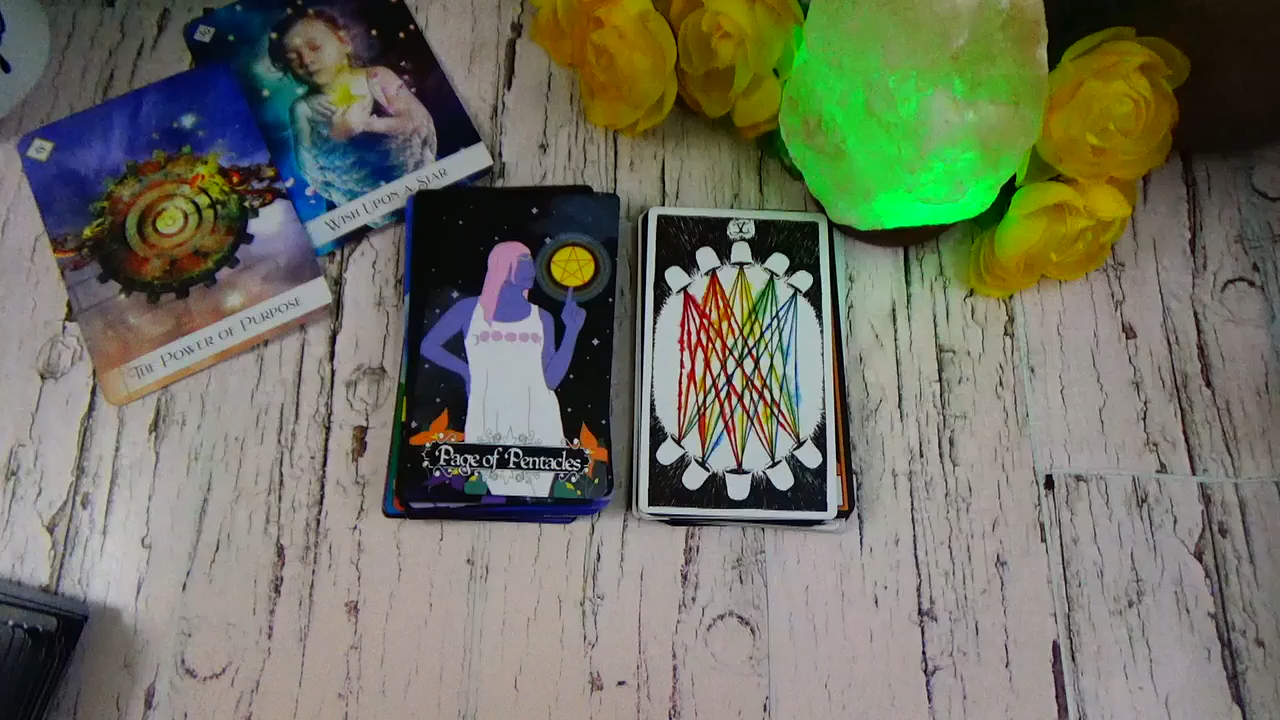 WISH UPON A STAR
THE POWER OF PURPOSE
Page of Pentacles
X